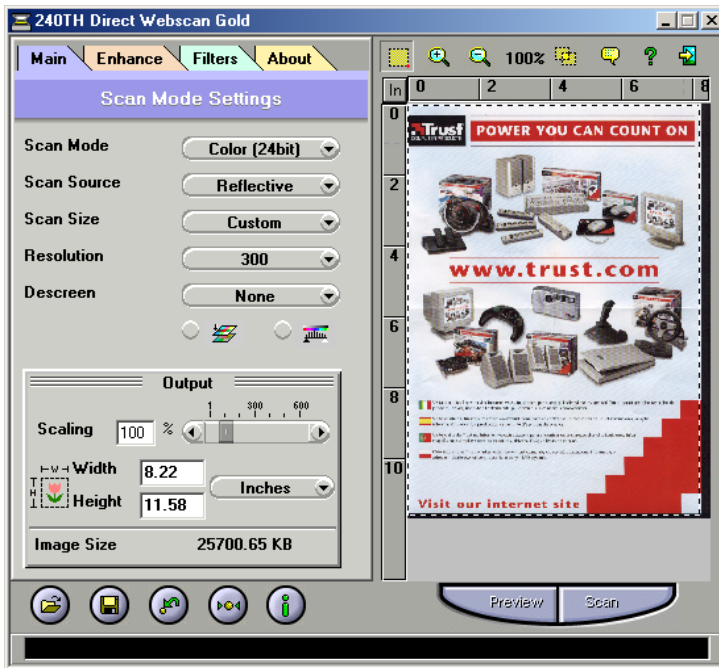 240TH Direct Webscan Gold
Main Enhance Filters About
Scan Mode Settings
Scan Mode Color (24bit)
Scan Source Reflective
Scan Size Custom
Resolution 300
Descreen None
Output
1 300 600
Scaling 100 %
W Width 8.22
H Height 11.58
Inches
Image Size 25700.65 KB
100%
In 0 2 4 6 8
0
2
4
6
8
10
Trust
POWER YOU CAN COUNT ON
www.trust.com
Visit our internet site
Preview Scan